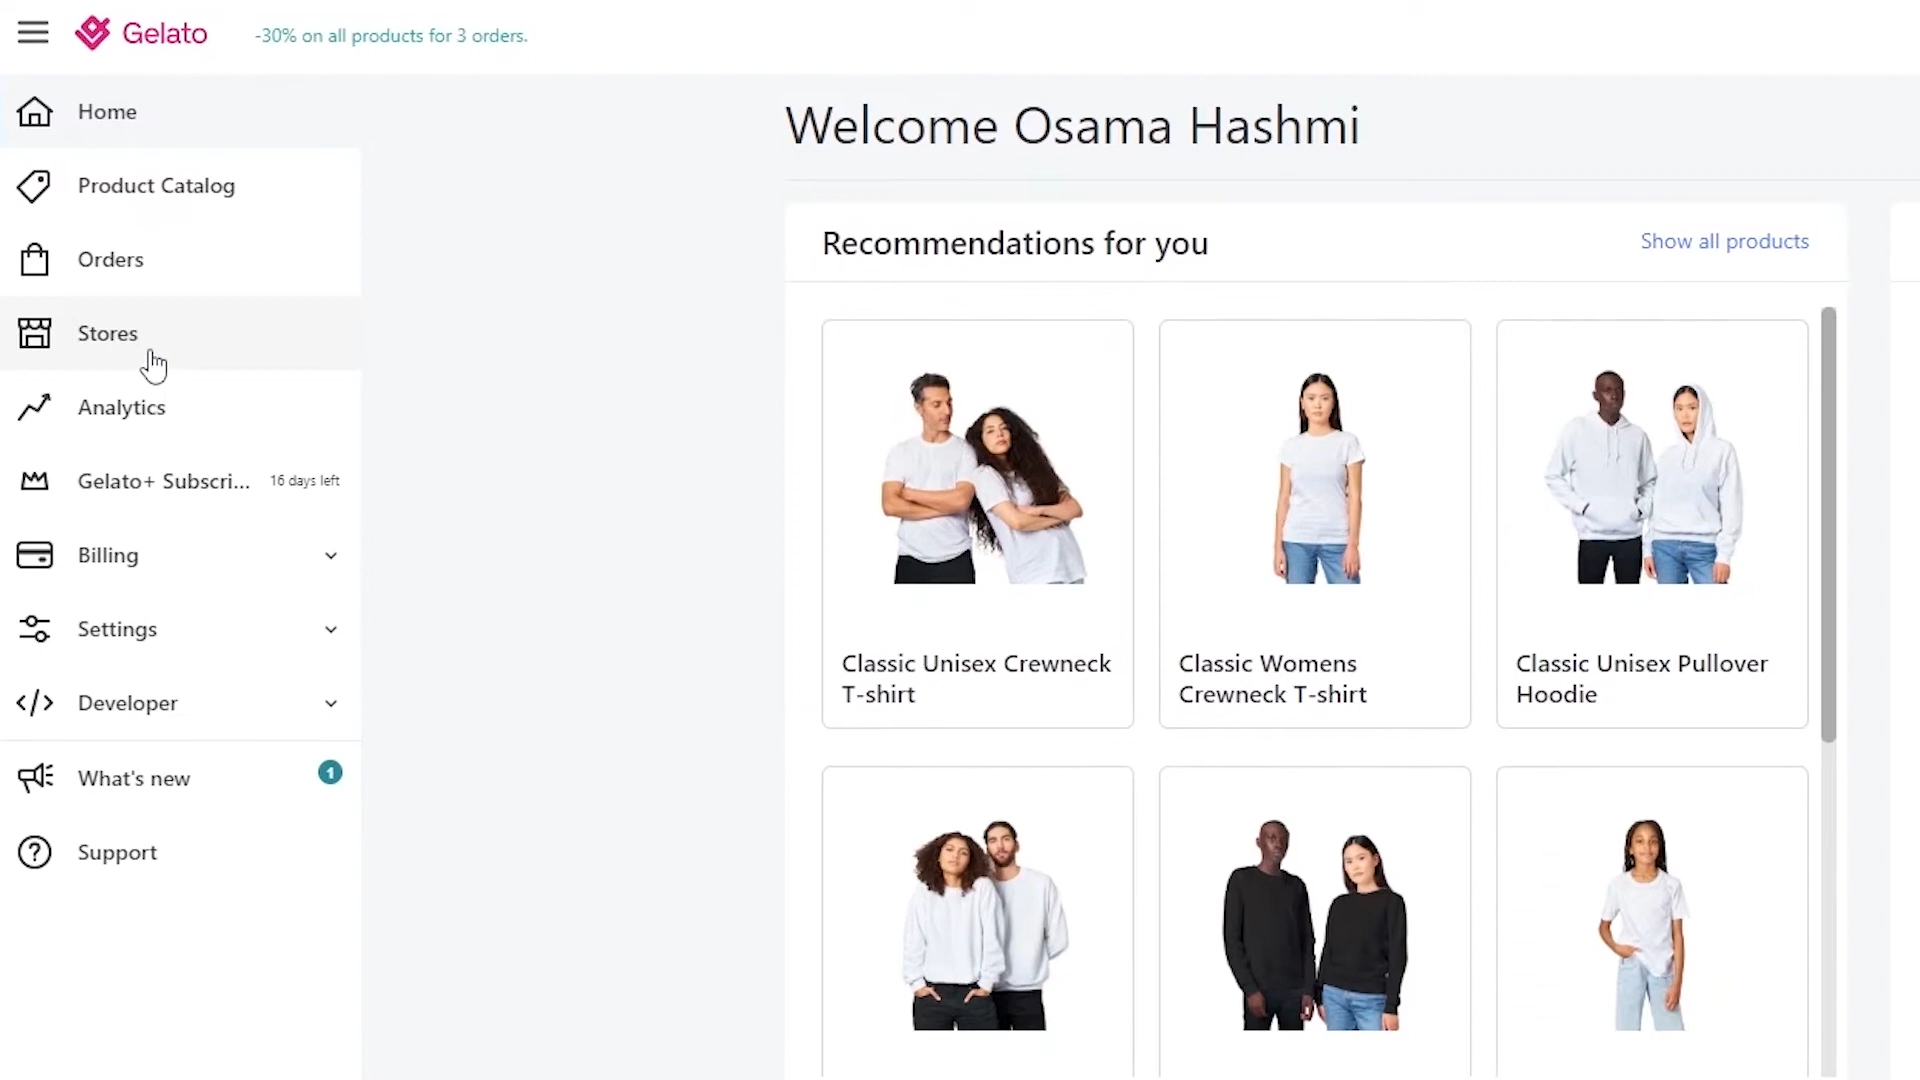 Gelato
-30% on all products for 3 orders.
Home
Product Catalog
Orders
Stores
Analytics
Gelato+ Subscri... 16 days left
Billing
Settings
Developer
What's new 1
Support
Welcome Osama Hashmi
Recommendations for you
Show all products
Classic Unisex Crewneck
T-shirt
Classic Womens
Crewneck T-shirt
Classic Unisex Pullover
Hoodie